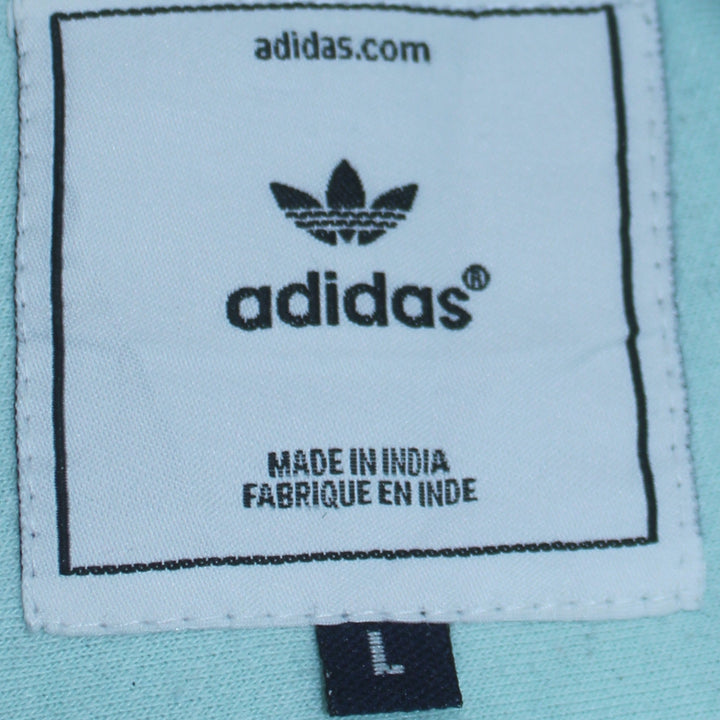 adidas.com
adidas®
MADE IN INDIA
FABRIQUE EN INDE
L